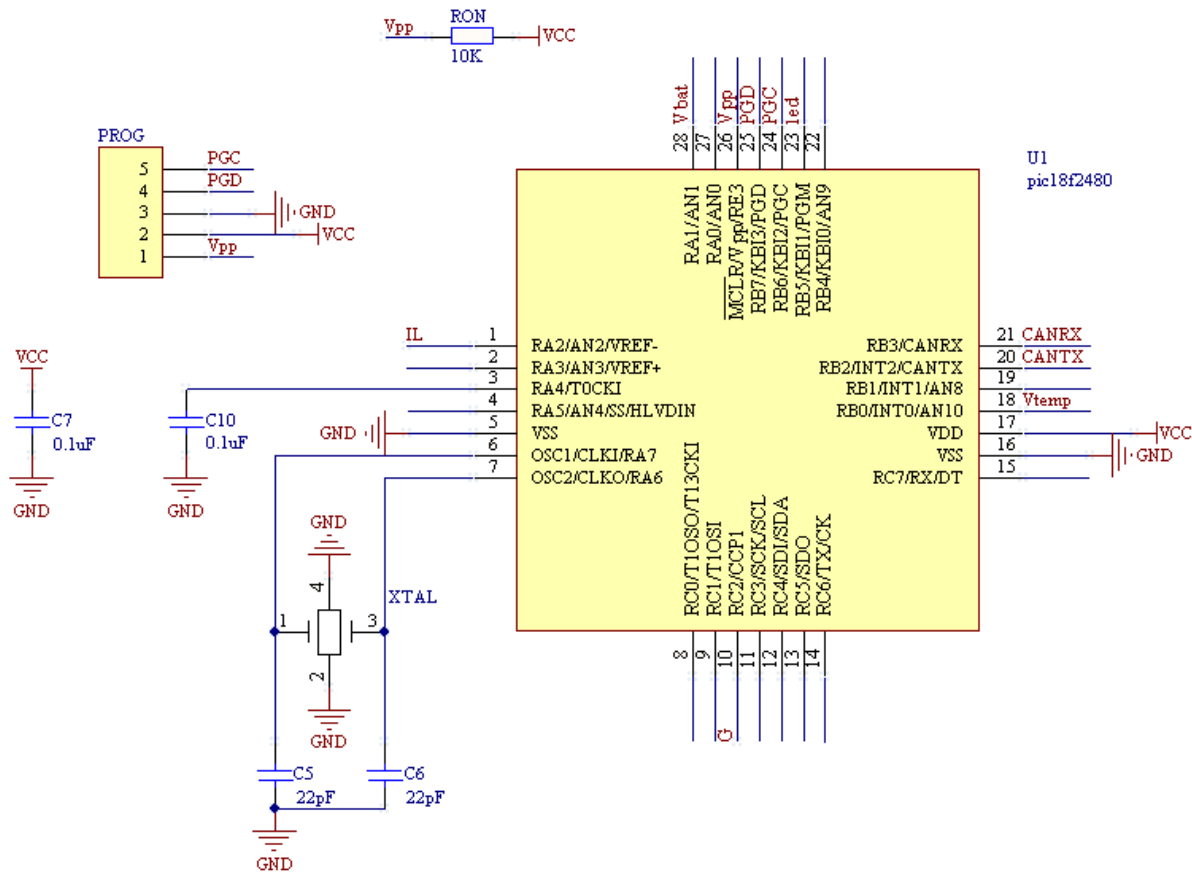 Vpp
RON
VCC
10K
Vbat
Vpp
PGD
PGC
led
28
27
26
25
24
23
22
PROG
5
PGC
4
PGD
3
GND
2
VCC
1
Vpp
U1
pic18f2480
RA1/AN1
RA0/AN0
MCLR/Vpp/RE3
RB7/KBI3/PGD
RB6/KBI2/PGC
RB5/KBI1/PGM
RB4/KBI0/AN9
IL
1
RA2/AN2/VREF-
2
RA3/AN3/VREF+
3
RA4/T0CKI
4
RA5/AN4/SS/HLVDIN
GND
5
VSS
6
OSC1/CLKI/RA7
7
OSC2/CLKO/RA6
RB3/CANRX
21
CANRX
RB2/INT2/CANTX
20
CANTX
RB1/INT1/AN8
19
RB0/INT0/AN10
18
Vtemp
VDD
17
VCC
VSS
16
GND
RC7/RX/DT
15
VCC
C7
0.1uF
GND
C10
0.1uF
GND
RC0/T1OSO/T13CKI
RC1/T1OSI
RC2/CCP1
RC3/SCK/SCL
RC4/SDI/SDA
RC5/SDO
RC6/TX/CK
8
9
10
11
12
13
14
G
GND
4
XTAL
1
3
2
GND
C5
22pF
C6
22pF
GND